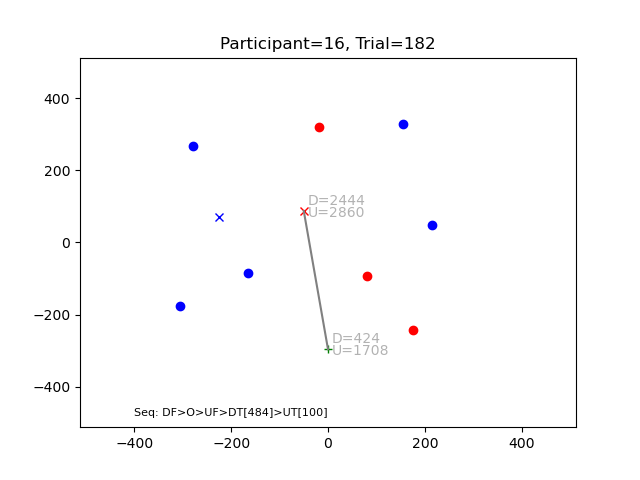 Participant=16, Trial=182
400
200
0
−200
−400
D=2444
U=2860
D=424
U=1708
Seq: DF>O>UF>DT[484]>UT[100]
−400
−200
0
200
400